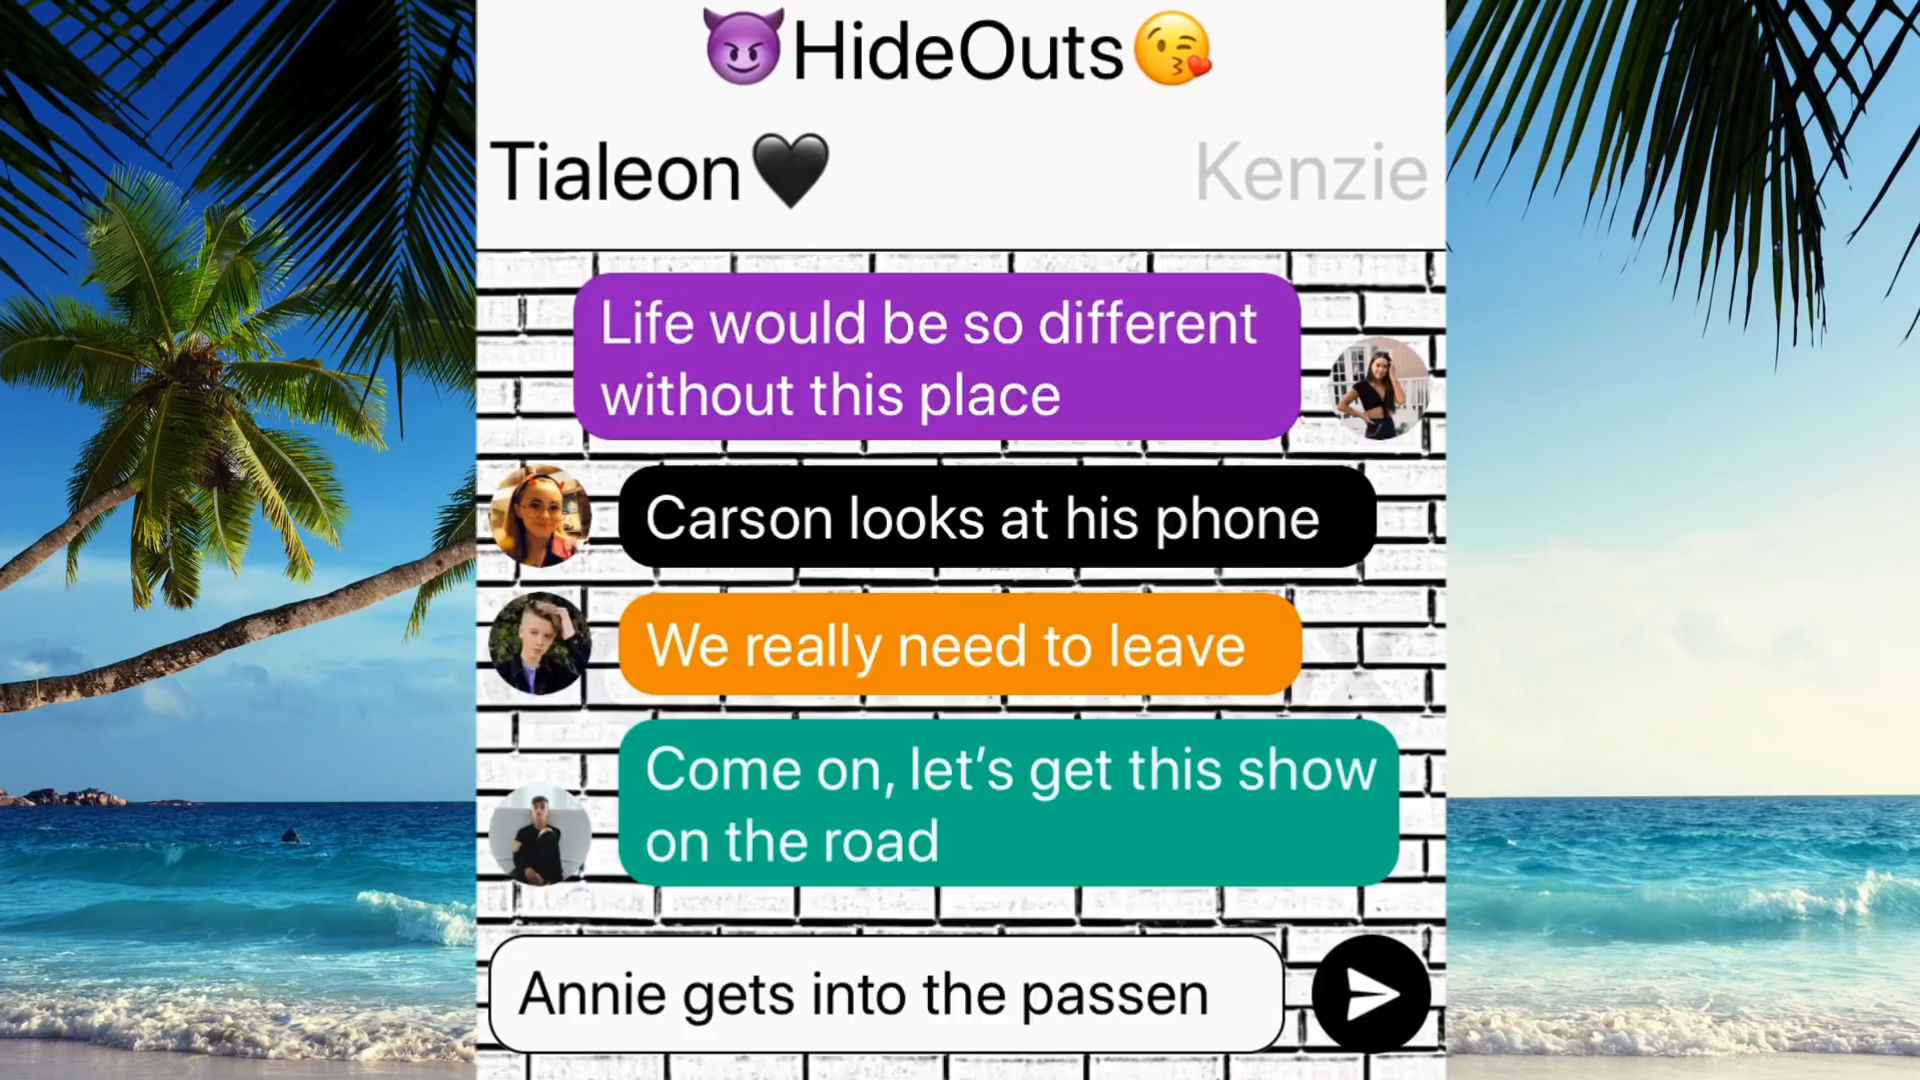 😈HideOuts😘
Tialeon🖤
Kenzie
Life would be so different
without this place
Carson looks at his phone
We really need to leave
Come on, let’s get this show
on the road
Annie gets into the passen